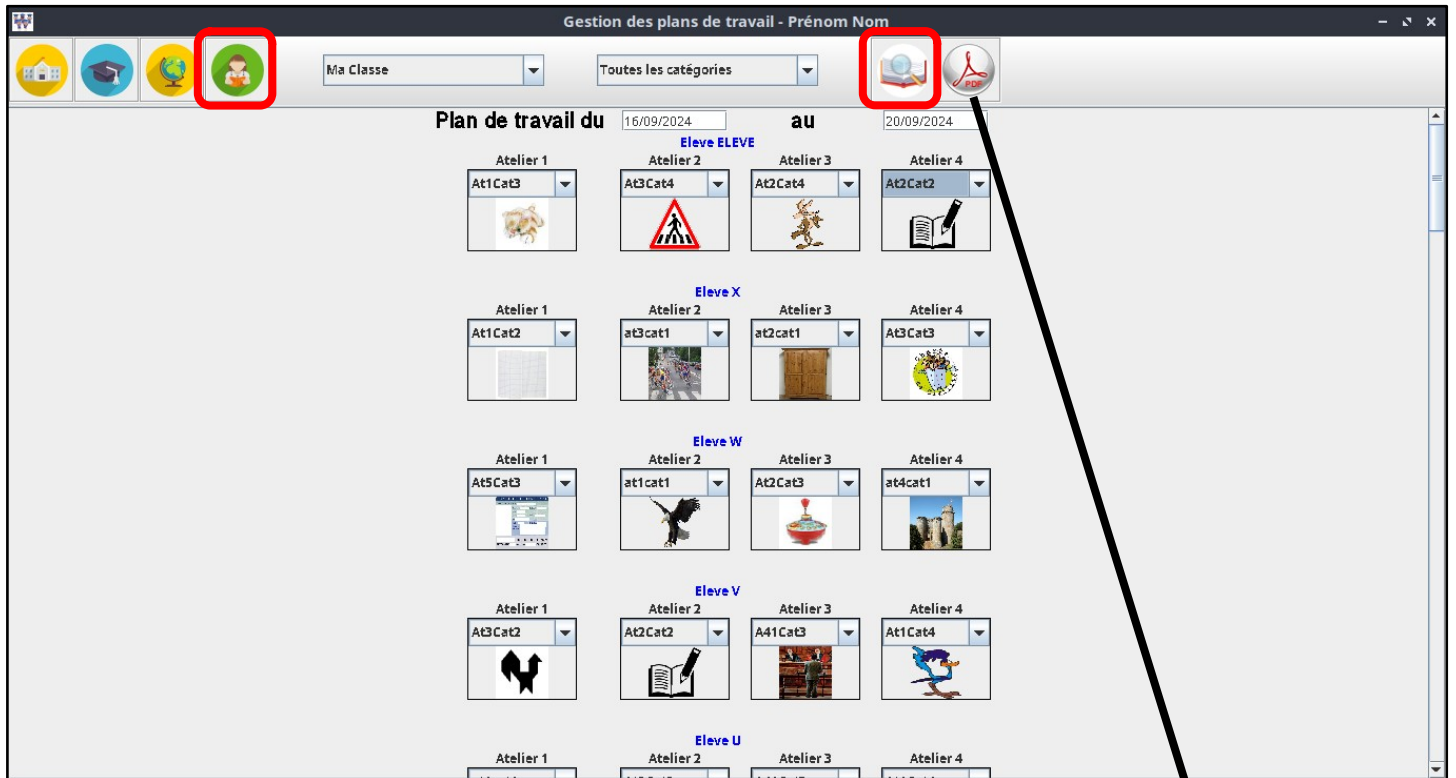 Gestion des plans de travail - Prénom Nom
Ma Classe Toutes les catégories PDF
Plan de travail du 16/09/2024 au 20/09/2024
Eleve ELEVE
Atelier 1 Atelier 2 Atelier 3 Atelier 4
At1Cat3 At3Cat4 At2Cat4 At2Cat2
Eleve X
Atelier 1 Atelier 2 Atelier 3 Atelier 4
At1Cat2 at3cat1 at2cat1 At3Cat3
Eleve W
Atelier 1 Atelier 2 Atelier 3 Atelier 4
At5Cat3 at1cat1 At2Cat3 at4cat1
Eleve V
Atelier 1 Atelier 2 Atelier 3 Atelier 4
At3Cat2 At2Cat2 A41Cat3 At1Cat4
Eleve U
Atelier 1 Atelier 2 Atelier 3 Atelier 4